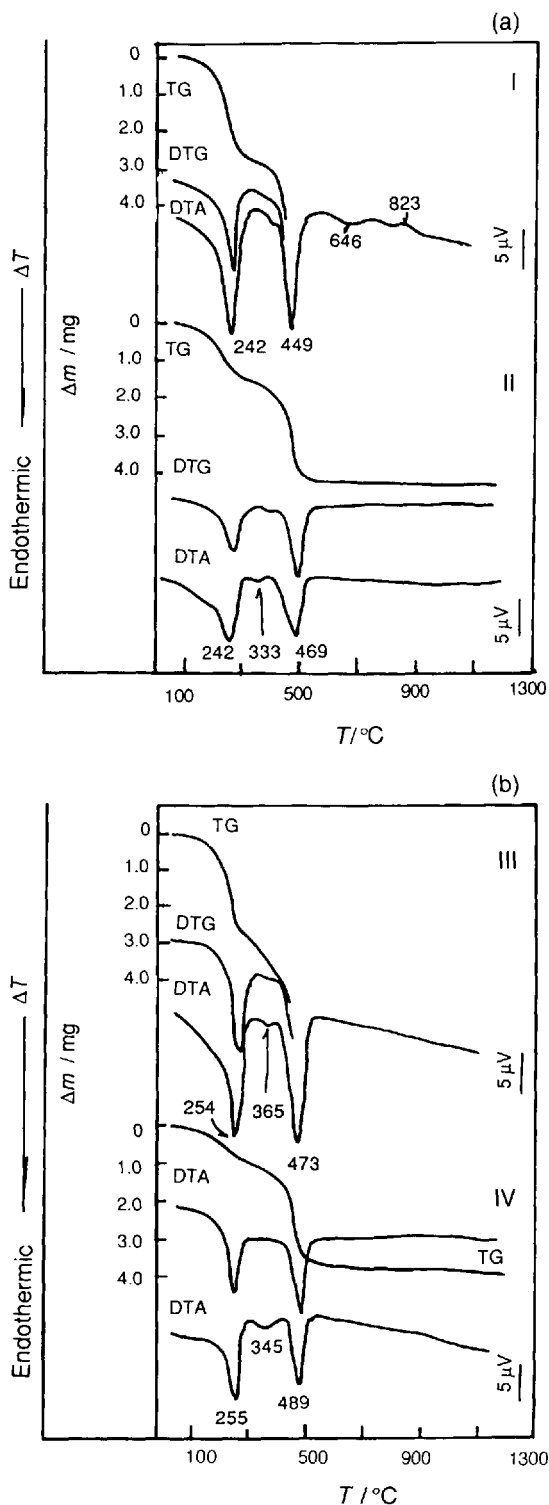 (a)
0
TG
I
1.0
2.0
DTG
3.0
DTA
4.0
823
646
5 μV
ΔT
242
449
0
TG
II
1.0
2.0
3.0
DTG
4.0
DTA
5 μV
242
333
469
Δm / mg
Endothermic
100
500
900
1300
T/°C
(b)
TG
0
III
1.0
2.0
DTG
3.0
DTA
4.0
ΔT
5 μV
254
365
473
0
DTA
1.0
IV
2.0
3.0
TG
4.0
DTA
345
5μV
255
489
Δm / mg
Endothermic
100
500
900
1300
T / °C